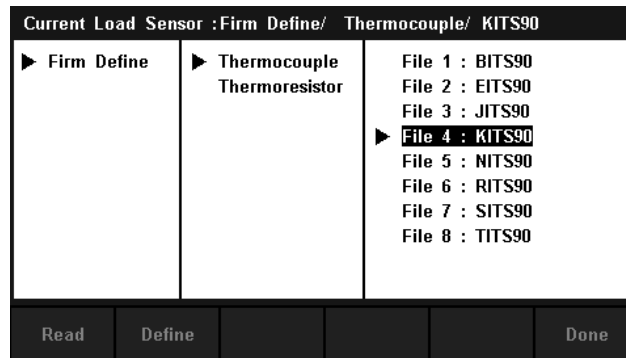 Current Load Sensor :Firm Define/ Thermocouple/ KITS90
Firm Define
Thermocouple
Thermoresistor
File 1 : BITS90
File 2 : EITS90
File 3 : JITS90
File 4 : KITS90
File 5 : NITS90
File 6 : RITS90
File 7 : SITS90
File 8 : TITS90
Read Define Done